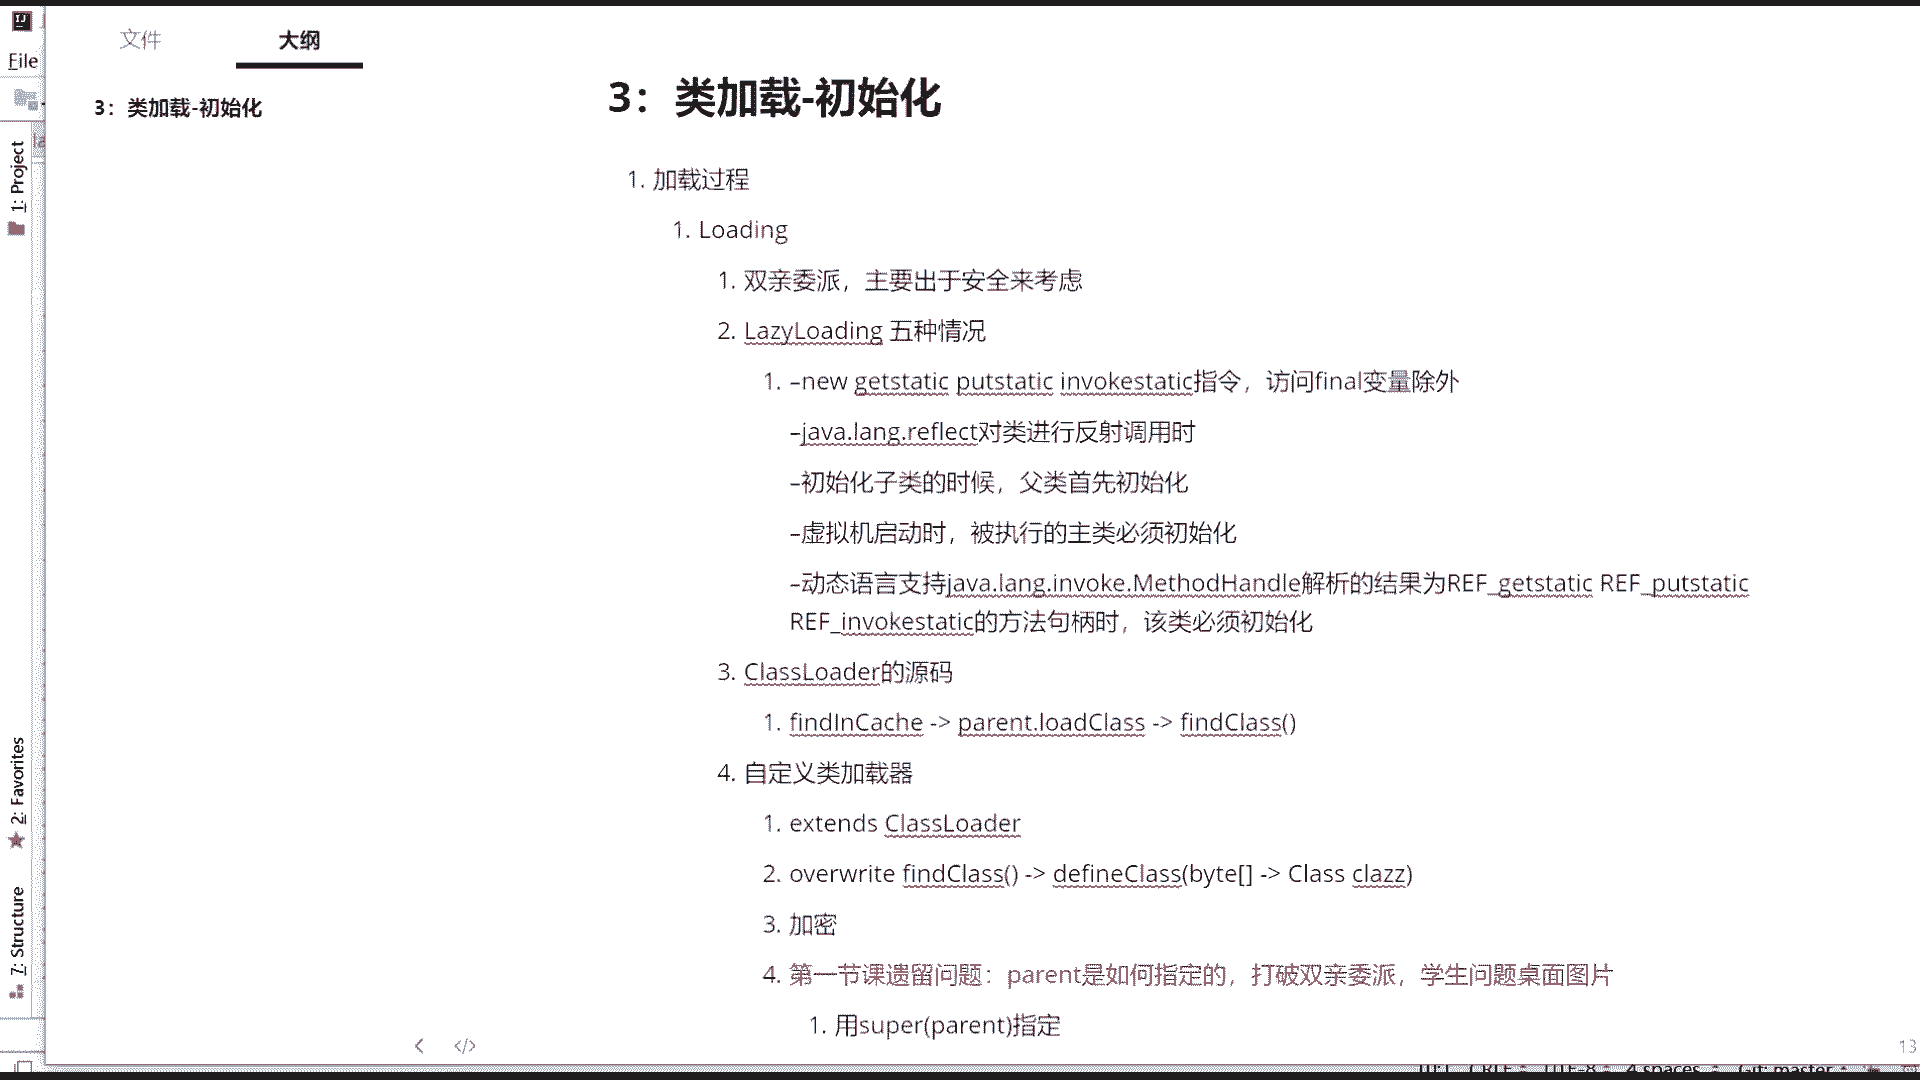 文件
大纲
File
3：类加载-初始化
1: Project
2: Favorites
7: Structure
3：类加载-初始化
1. 加载过程
1. Loading
1. 双亲委派，主要出于安全来考虑
2. LazyLoading 五种情况
1. –new getstatic putstatic invokestatic指令，访问final变量除外
–java.lang.reflect对类进行反射调用时
–初始化子类的时候，父类首先初始化
–虚拟机启动时，被执行的主类必须初始化
–动态语言支持java.lang.invoke.MethodHandle解析的结果为REF_getstatic REF_putstatic
REF_invokestatic的方法句柄时，该类必须初始化
3. ClassLoader的源码
1. findInCache -> parent.loadClass -> findClass()
4. 自定义类加载器
1. extends ClassLoader
2. overwrite findClass() -> defineClass(byte[] -> Class clazz)
3. 加密
4. 第一节课遗留问题：parent是如何指定的，打破双亲委派，学生问题桌面图片
1. 用super(parent)指定
< </>
13
CRLF UTF-8 4 spaces Git: master